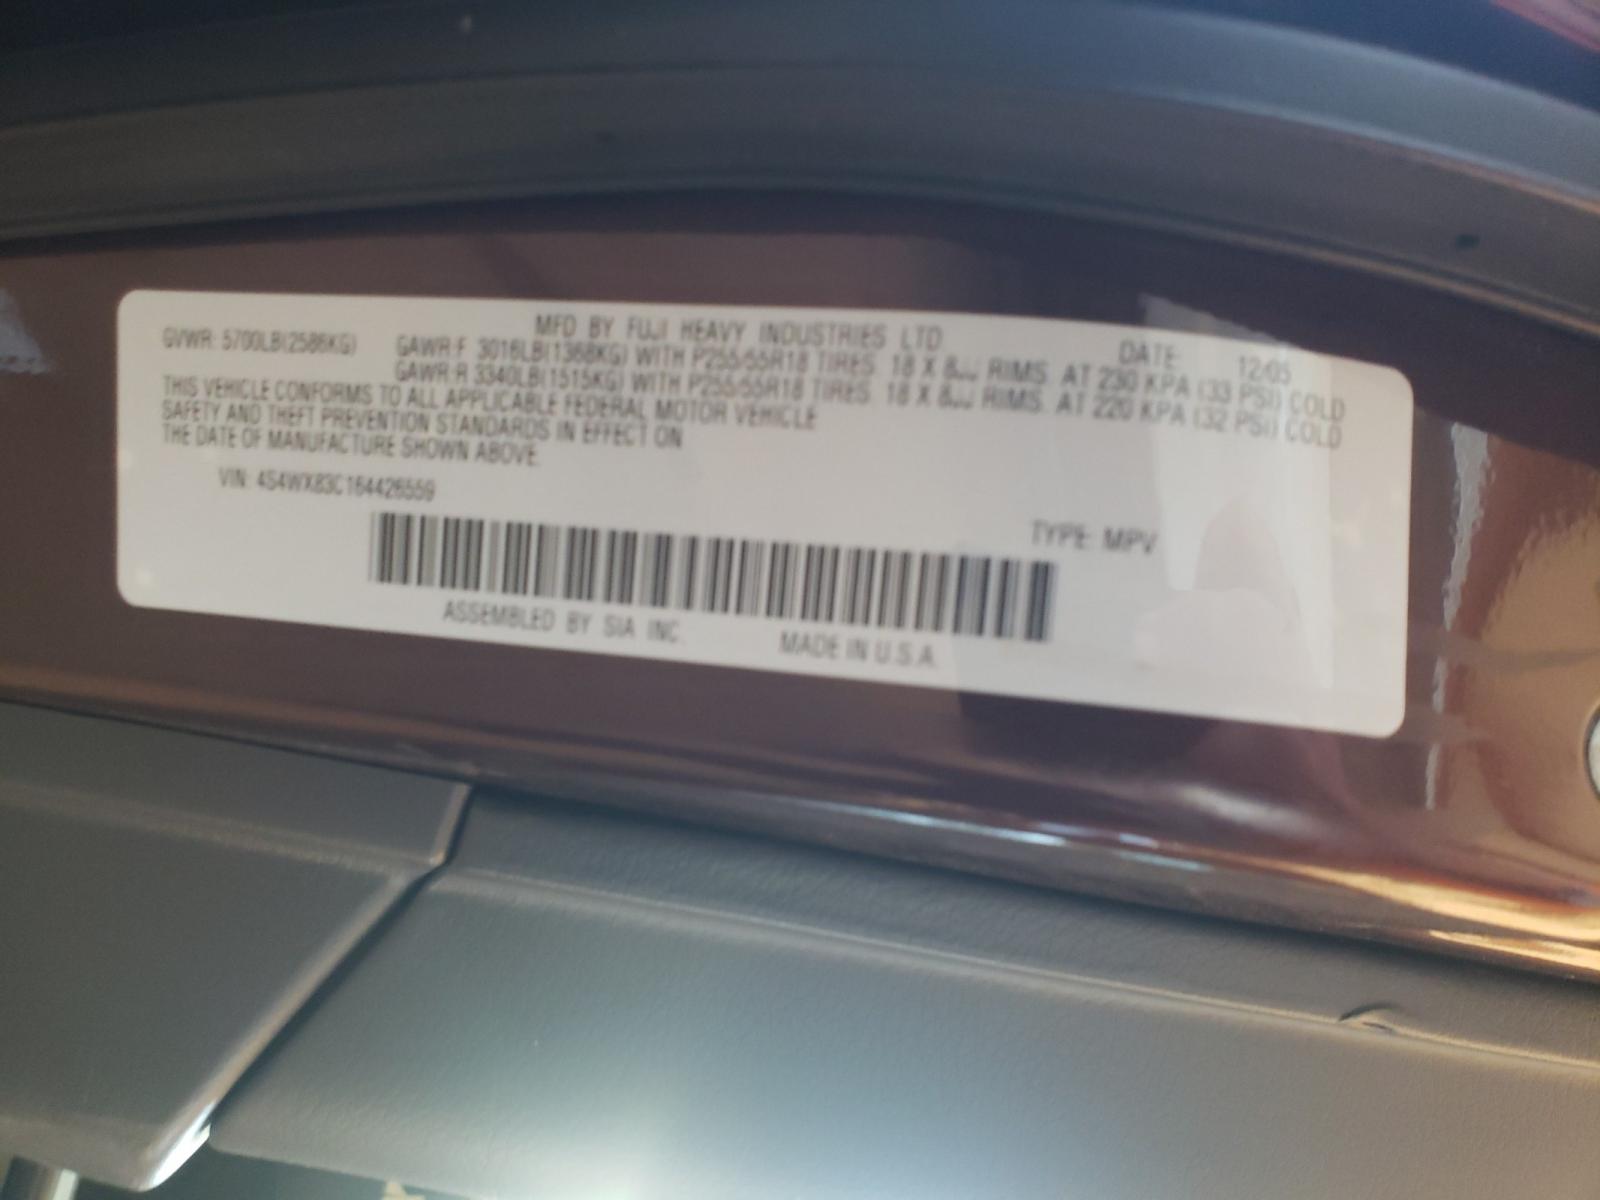 MFD BY FUJI HEAVY INDUSTRIES LTD DATE: 12/05
GVWR: 5700LB(2586KG) GAWR:F 3016LB(1368KG) WITH P255/55R18 TIRES. 18 X 8JJ RIMS. AT 230 KPA (33 PSI) COLD
GAWR:R 3340LB(1515KG) WITH P255/55R18 TIRES. 18 X 8JJ RIMS. AT 220 KPA (32 PSI) COLD
THIS VEHICLE CONFORMS TO ALL APPLICABLE FEDERAL MOTOR VEHICLE
SAFETY AND THEFT PREVENTION STANDARDS IN EFFECT ON
THE DATE OF MANUFACTURE SHOWN ABOVE.
VIN: 4S4WX83C164426559
TYPE: MPV
ASSEMBLED BY SIA INC. MADE IN U.S.A.